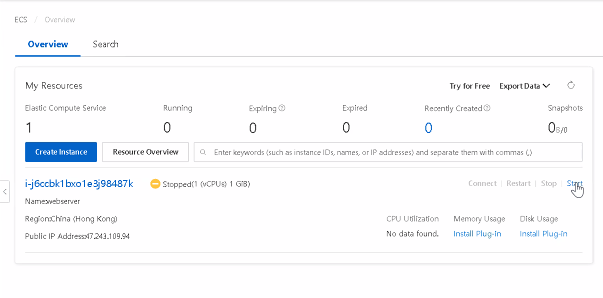 ECS / Overview
Overview Search
My Resources Try for Free Export Data
Elastic Compute Service Running Expiring Expired Recently Created Snapshots
1 0 0 0 0 0B/0
Create Instance Resource Overview Enter keywords (such as instance IDs, names, or IP addresses) and separate them with commas (,)
i-j6ccbk1bxo1e3j98487k Stopped(1 (vCPUs) 1 GiB) Connect | Restart | Stop | Start
Name:webserver
Region:China (Hong Kong) CPU Utilization Memory Usage Disk Usage
Public IP Address:47.243.109.94 No data found. Install Plug-in Install Plug-in